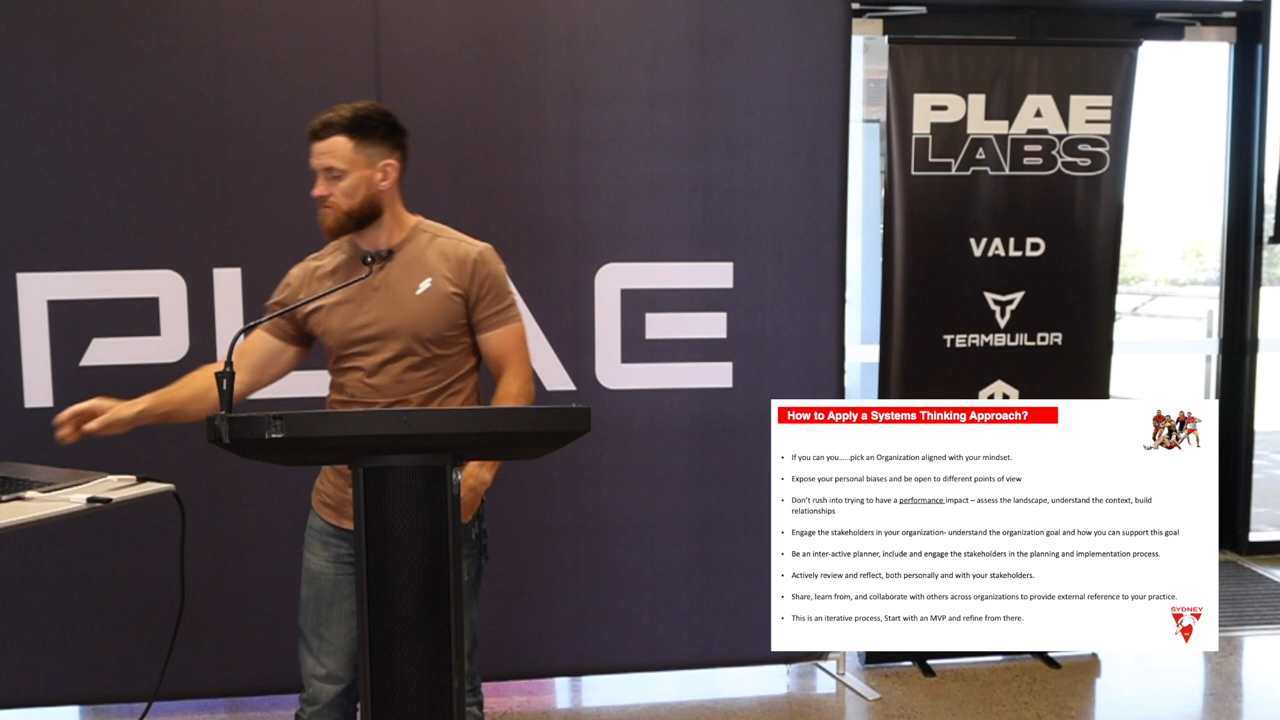 PLAE
PLAE
LABS
VALD
TEAMBUILDR
How to Apply a Systems Thinking Approach?
• If you can you......pick an Organization aligned with your mindset.
• Expose your personal biases and be open to different points of view
• Don't rush into trying to have a performance impact – assess the landscape, understand the context, build
relationships
• Engage the stakeholders in your organization- understand the organization goal and how you can support this goal
• Be an inter-active planner, include and engage the stakeholders in the planning and implementation process.
• Actively review and reflect, both personally and with your stakeholders.
• Share, learn from, and collaborate with others across organizations to provide external reference to your practice.
• This is an iterative process, Start with an MVP and refine from there.
SYDNEY